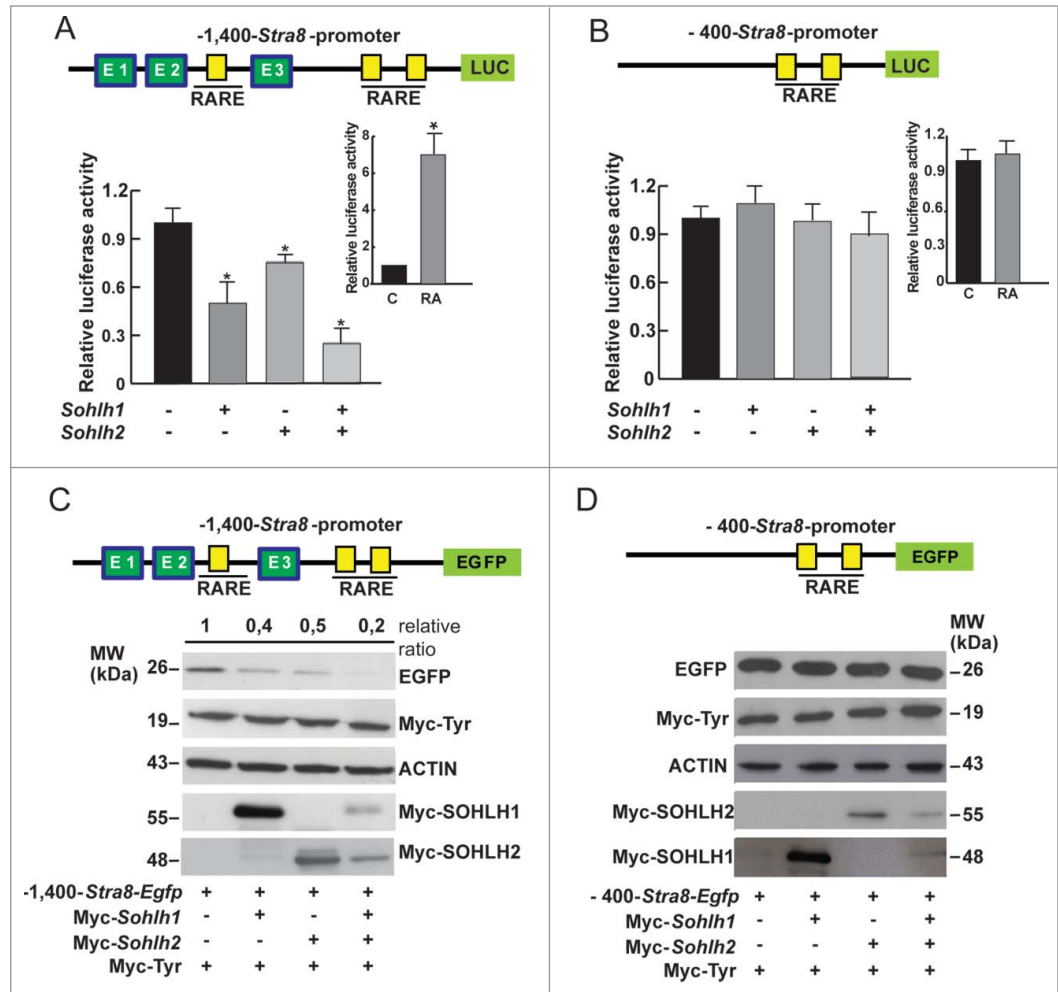 A
-1,400-Stra8-promoter
E 1 E 2 E3 LUC
RARE RARE
Relative luciferase activity
1.2
0.9
0.6
0.3
0
Relative luciferase activity
8
6
4
2
0
*
C RA
* * *
Sohlh1 - + - +
Sohlh2 - - + +
B
- 400-Stra8-promoter
LUC
RARE
Relative luciferase activity
1.2
0.9
0.6
0.3
0
Relative luciferase activity
1.2
0.9
0.6
0.3
0
C RA
Sohlh1 - + - +
Sohlh2 - - + +
C
-1,400-Stra8-promoter
E1 E 2 E3 EGFP
RARE RARE
1 0,4 0,5 0,2 relative
ratio
MW
(kDa)
26– EGFP
19– Myc-Tyr
43– ACTIN
55– Myc-SOHLH1
48– Myc-SOHLH2
-1,400-Stra8-Egfp + + + +
Myc-Sohlh1 - + - +
Myc-Sohlh2 - - + +
Myc-Tyr + + + +
D
- 400-Stra8-promoter
EGFP
RARE
MW
(kDa)
EGFP –26
Myc-Tyr –19
ACTIN –43
Myc-SOHLH2 –55
Myc-SOHLH1 –48
- 400-Stra8-Egfp + + + +
Myc-Sohlh1 - + - +
Myc-Sohlh2 - - + +
Myc-Tyr + + + +